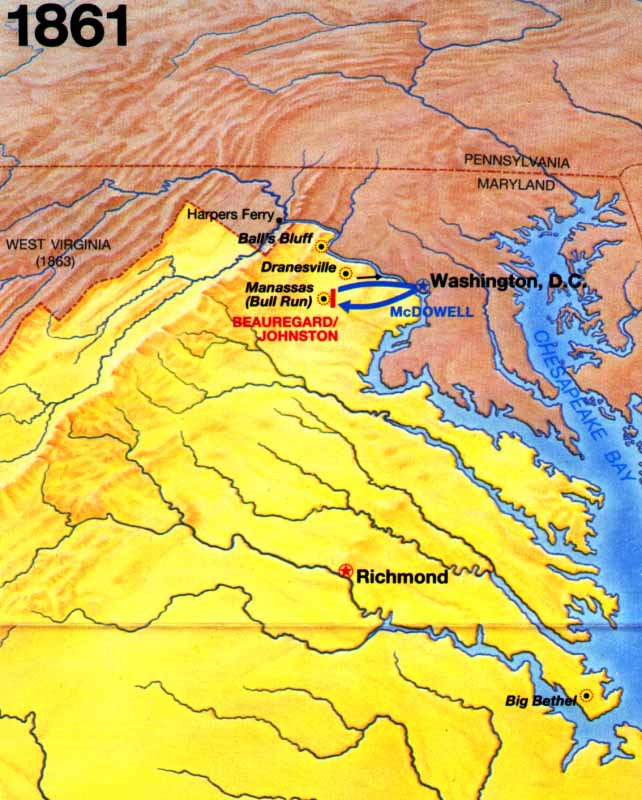 1861
PENNSYLVANIA
MARYLAND
Harpers Ferry
WEST VIRGINIA
(1863)
Ball's Bluff
Dranesville
Washington, D.C.
Manassas
(Bull Run)
McDOWELL
BEAUREGARD/
JOHNSTON
CHESAPEAKE BAY
Richmond
Big Bethel